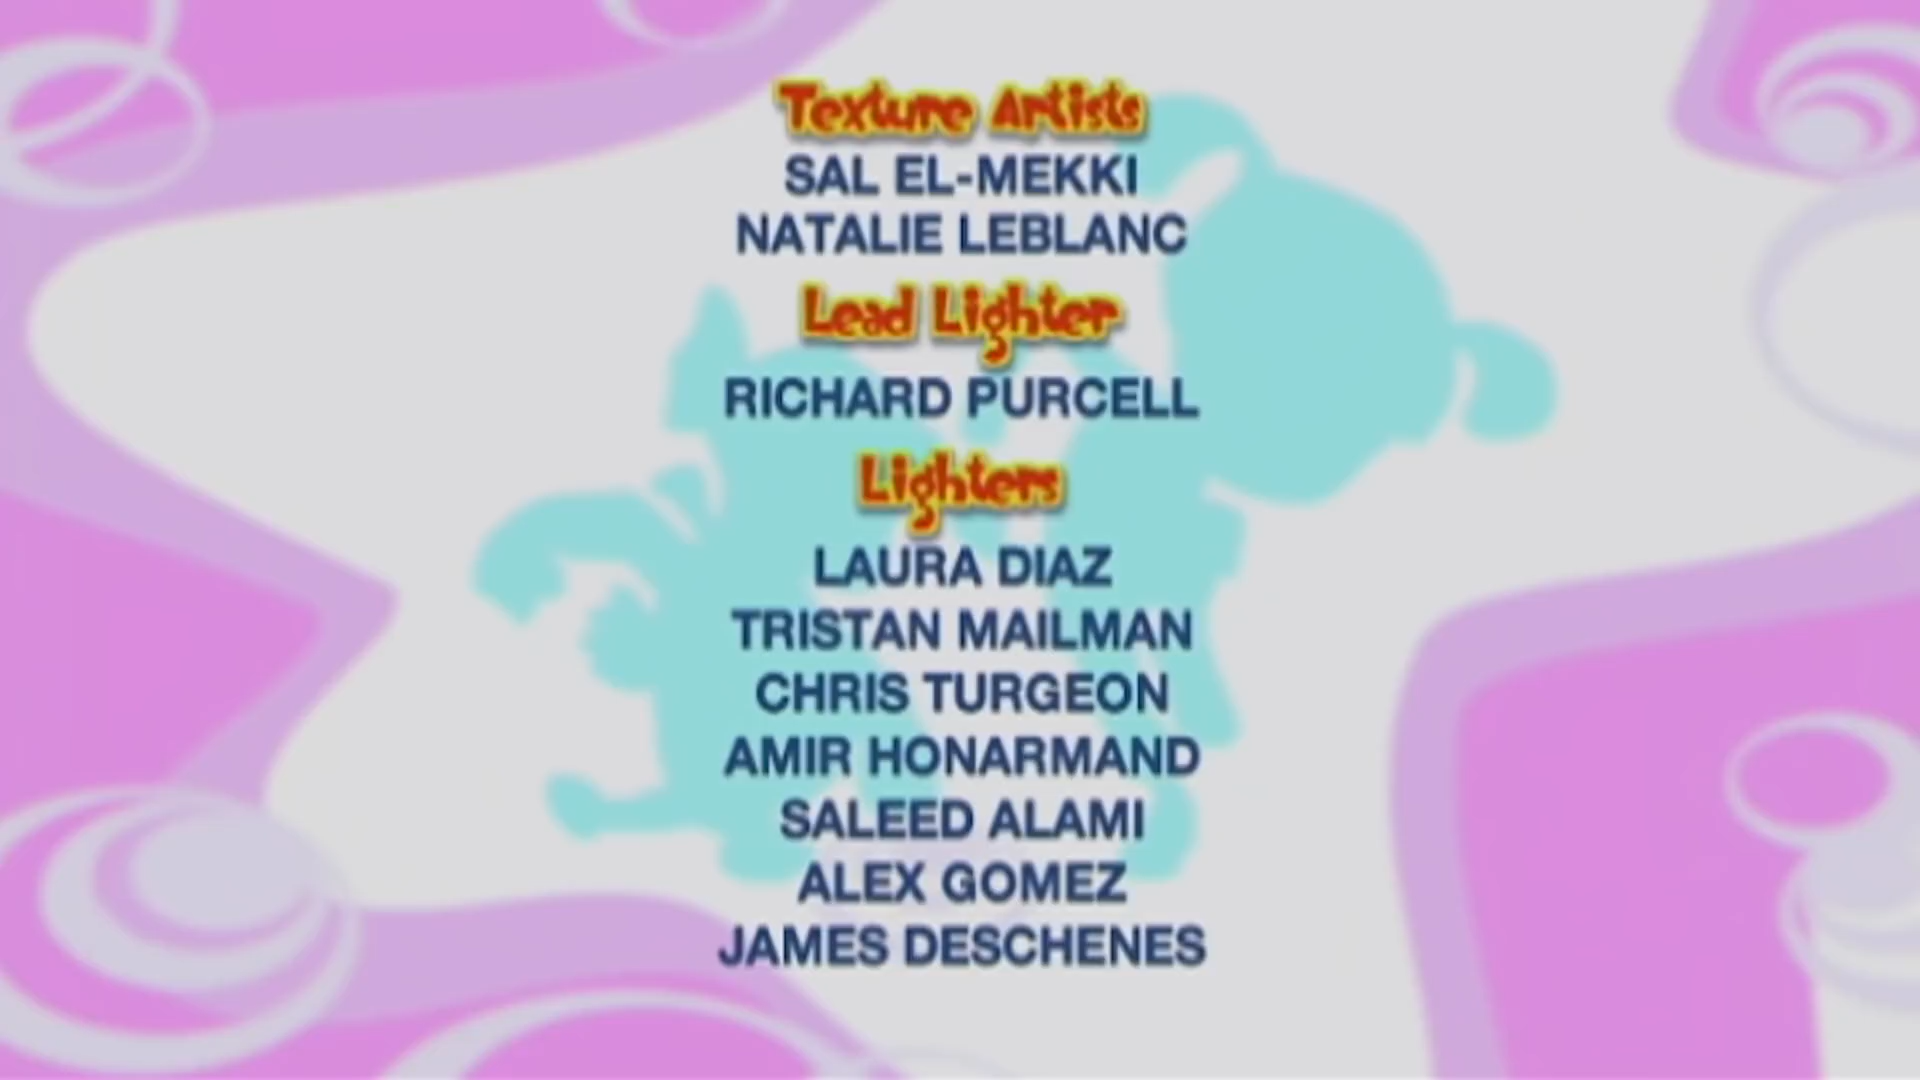 Texture Artists
SAL EL-MEKKI
NATALIE LEBLANC
Lead Lighter
RICHARD PURCELL
Lighters
LAURA DIAZ
TRISTAN MAILMAN
CHRIS TURGEON
AMIR HONARMAND
SALEED ALAMI
ALEX GOMEZ
JAMES DESCHENES